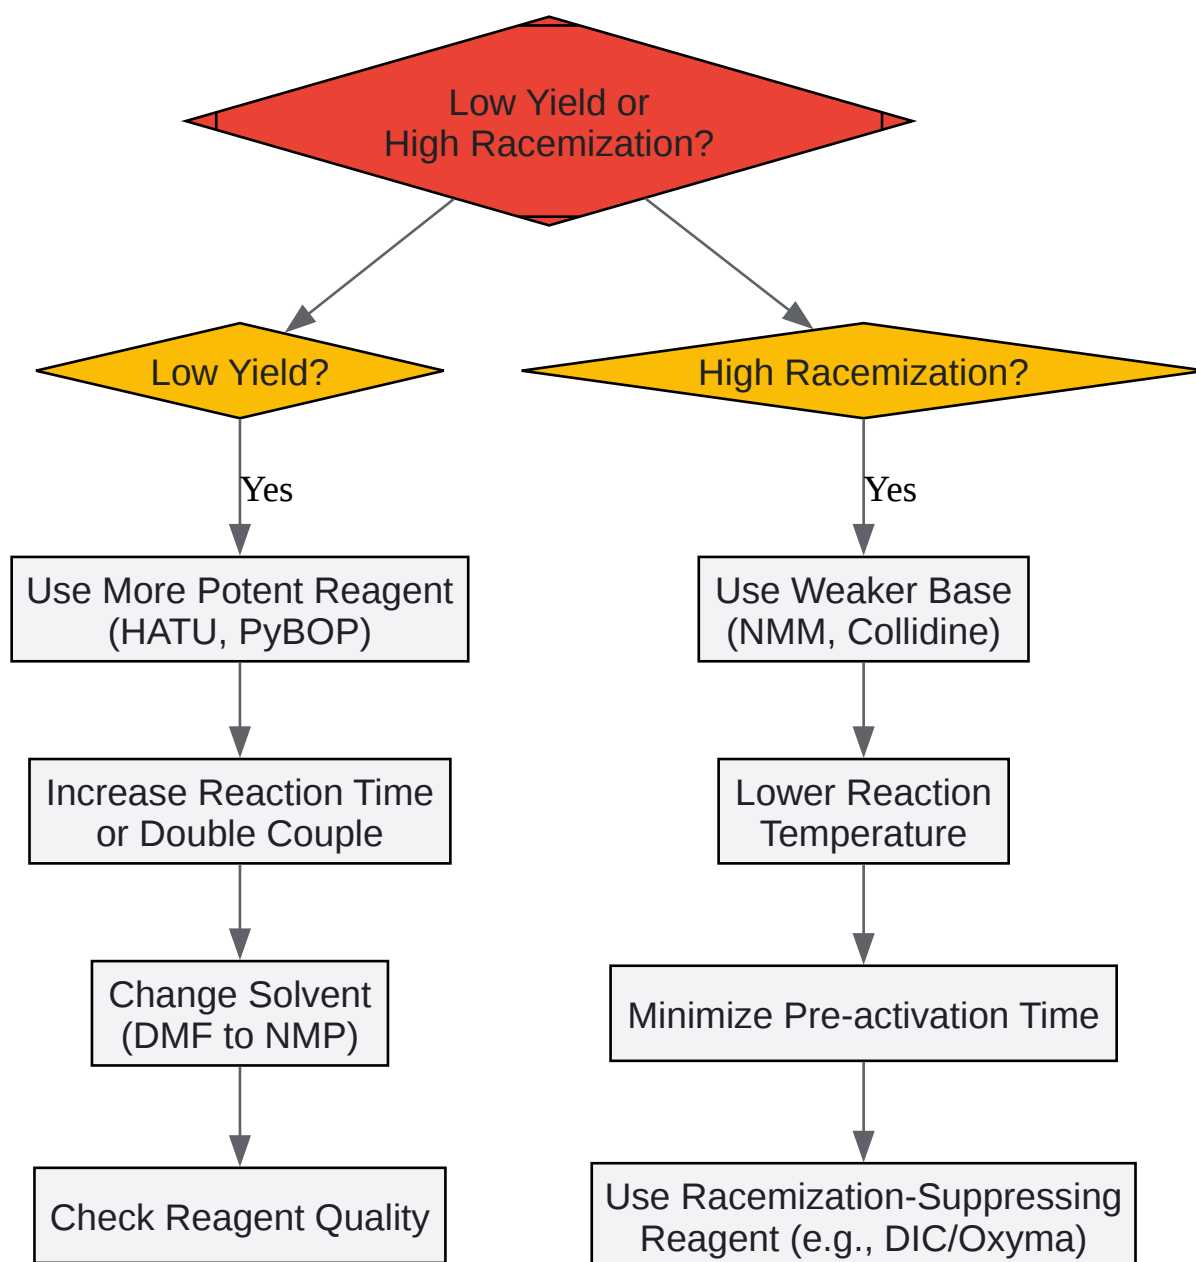 Low Yield or
High Racemization?
Low Yield?
High Racemization?
Yes
Yes
Use More Potent Reagent
(HATU, PyBOP)
Use Weaker Base
(NMM, Collidine)
Increase Reaction Time
or Double Couple
Lower Reaction
Temperature
Change Solvent
(DMF to NMP)
Minimize Pre-activation Time
Check Reagent Quality
Use Racemization-Suppressing
Reagent (e.g., DIC/Oxyma)